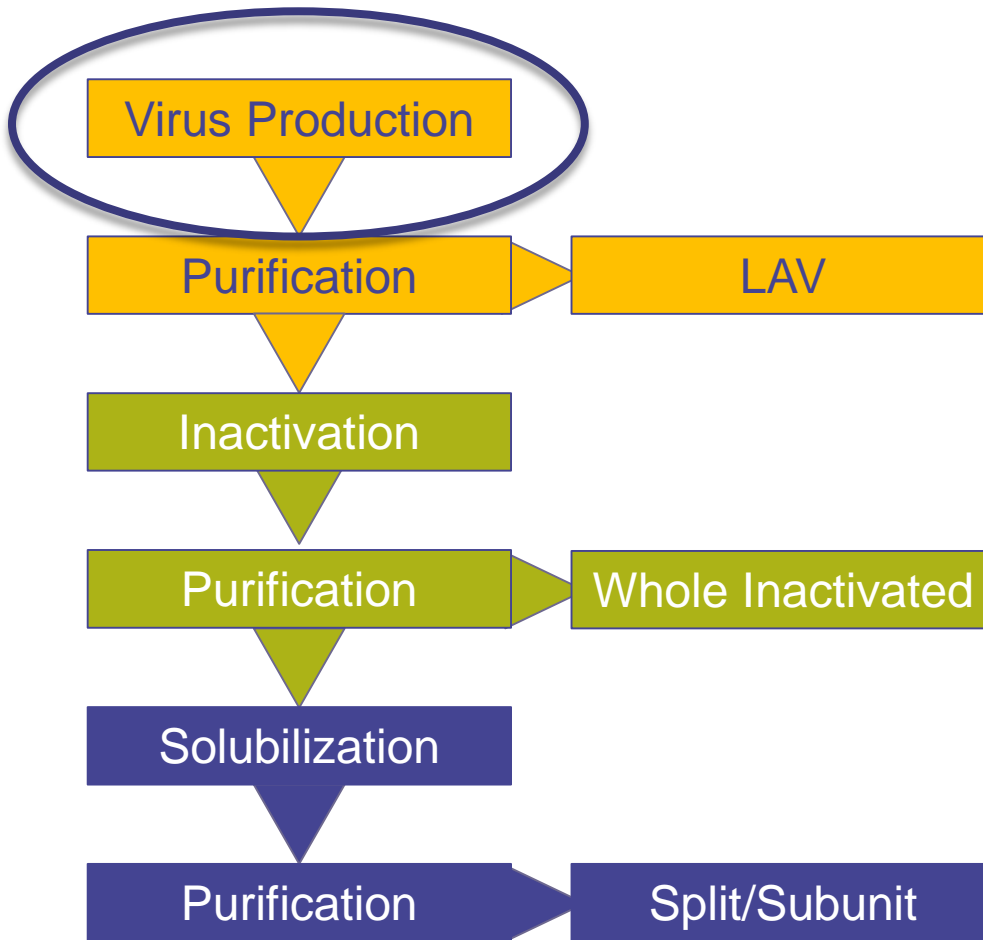 Virus Production
Purification
LAV
Inactivation
Purification
Whole Inactivated
Solubilization
Purification
Split/Subunit